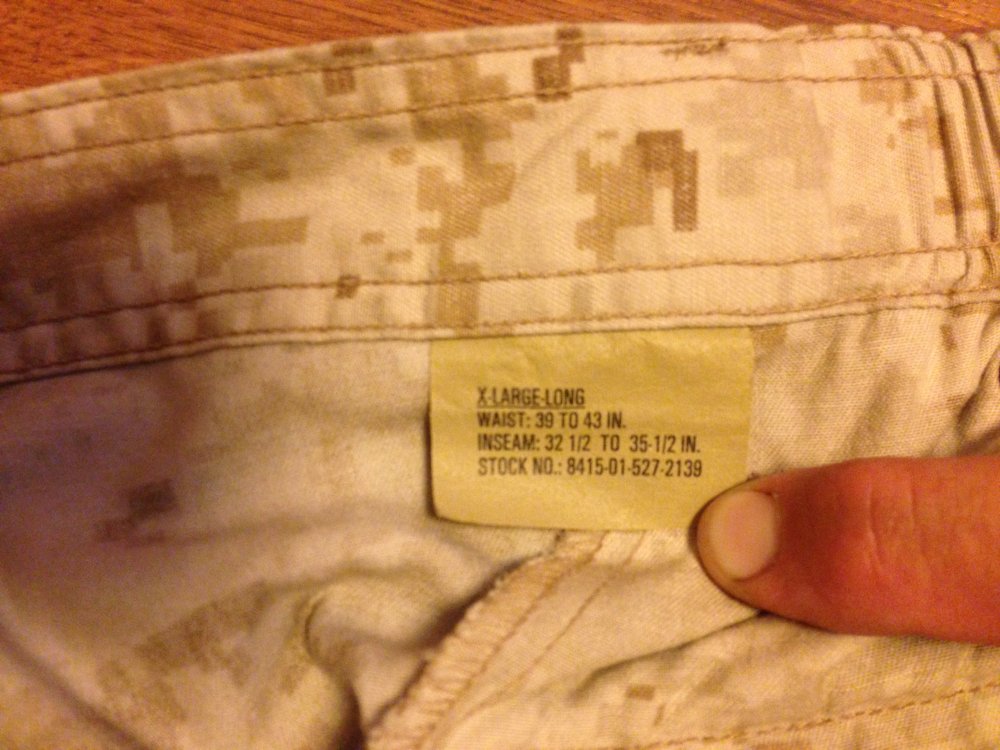 X-LARGE-LONG
WAIST: 39 TO 43 IN.
INSEAM: 32 1/2 TO 35-1/2 IN.
STOCK NO.: 8415-01-527-2139